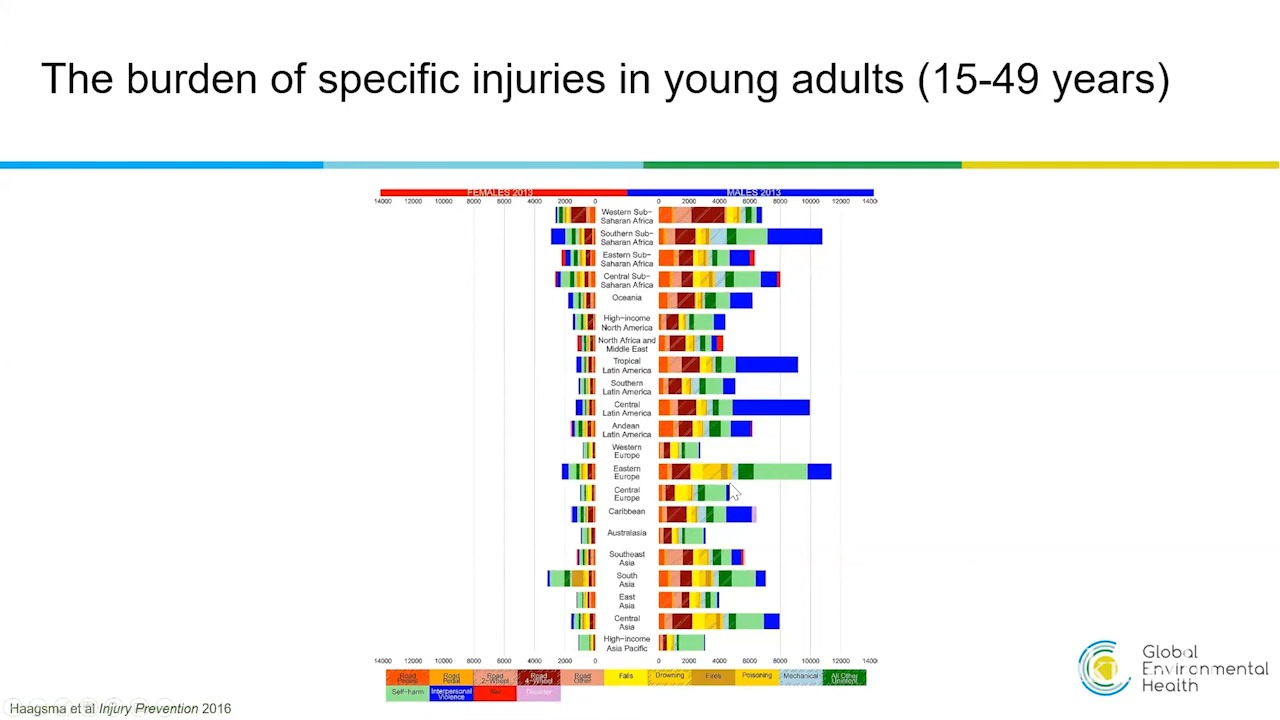 The burden of specific injuries in young adults (15-49 years)
FEMALES 2013 MALES 2013
14000 12000 10000 8000 6000 4000 2000 0 0 2000 4000 6000 8000 10000 12000 1400
Western Sub-
Saharan Africa
Southern Sub-
Saharan Africa
Eastern Sub-
Saharan Africa
Central Sub-
Saharan Africa
Oceania
High-income
North America
North Africa and
Middle East
Tropical
Latin America
Southern
Latin America
Central
Latin America
Andean
Latin America
Western
Europe
Eastern
Europe
Central
Europe
Caribbean
Australasia
Southeast
Asia
South
Asia
East
Asia
Central
Asia
High-income
Asia Pacific
14000 12000 10000 8000 6000 4000 2000 0 0 2000 4000 6000 8000 10000 12000 1400
Road Road Road Road Road Falls Drowning Fires Poisoning Mechanical All Other
Pedal 2-Wheel 4-Wheel Other Unintent.
Self-harm Interpersonal War Disaster
Violence
Global
Environmental
Health
Haagsma et al Injury Prevention 2016